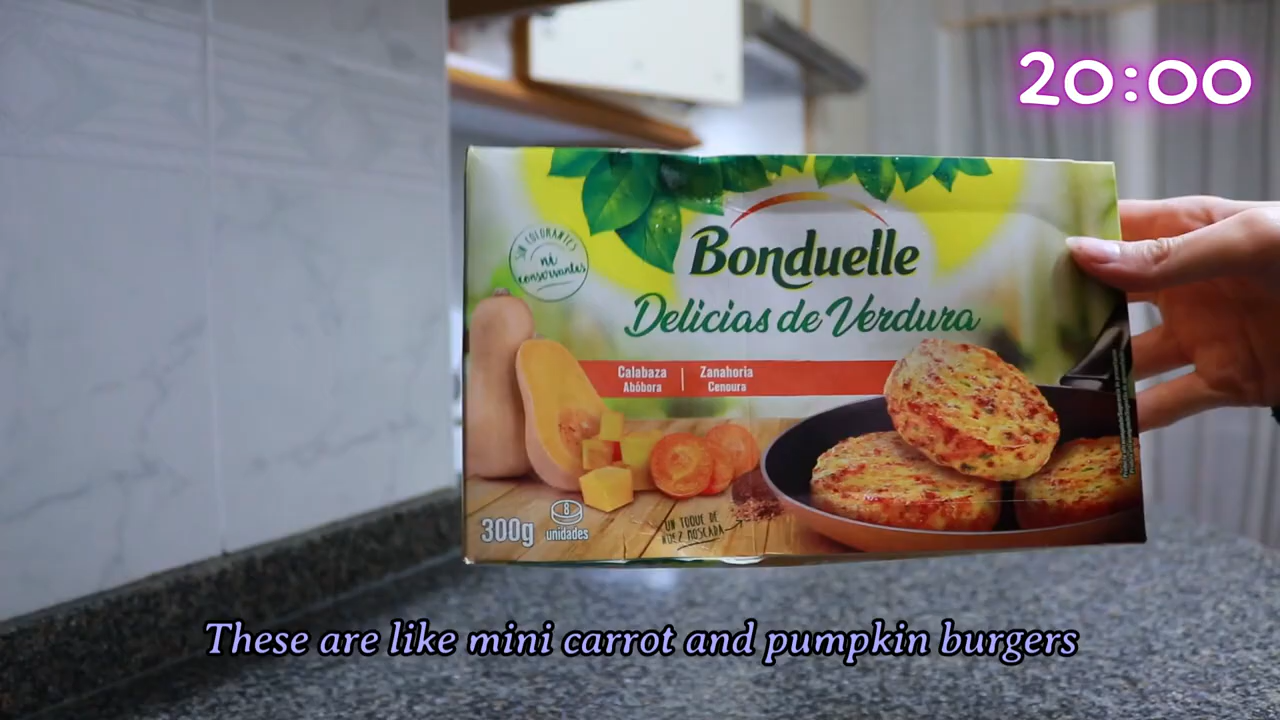 20:00
SIN COLORANTES
ni
conservantes
Bonduelle
Delicias de Verdura
Calabaza
Abóbora
Zanahoria
Cenoura
300g
8
unidades
UN TOQUE DE
NUEZ MOSCADA
These are like mini carrot and pumpkin burgers